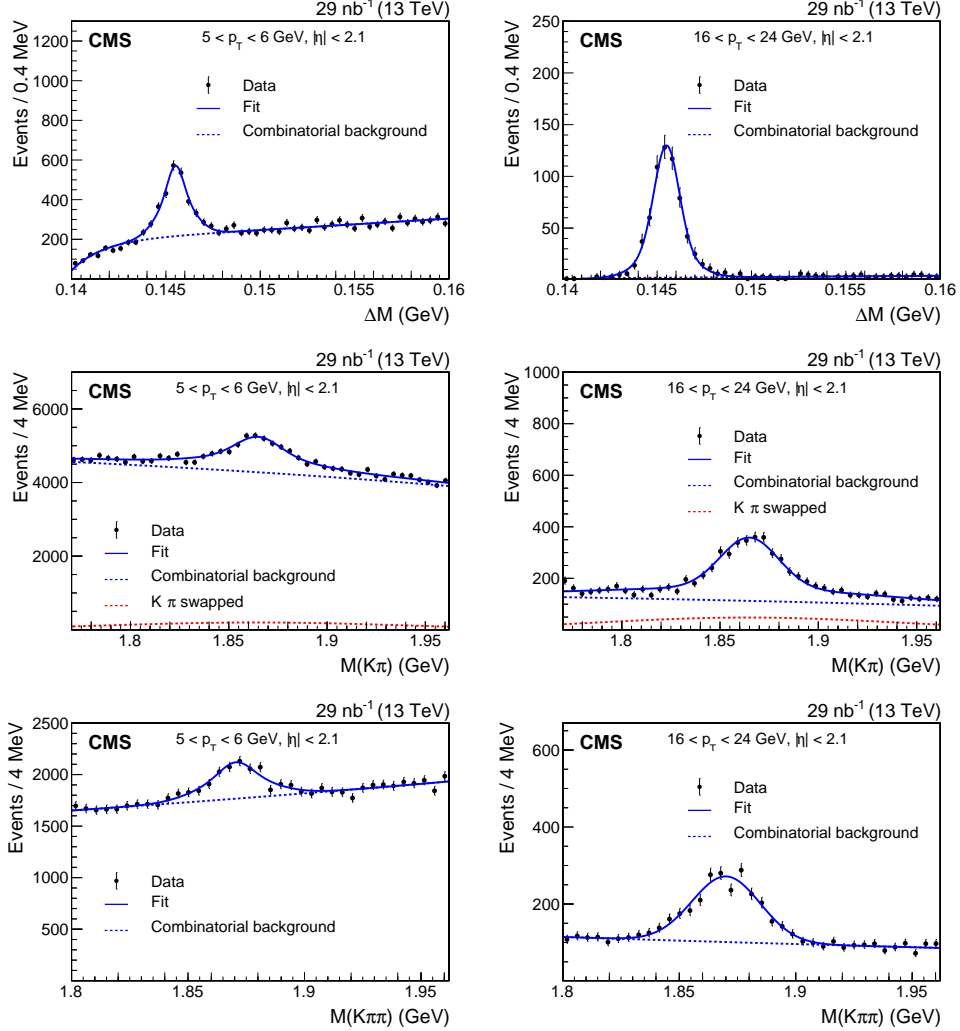 29 nb⁻¹ (13 TeV)
CMS 5 < p_T < 6 GeV, |η| < 2.1
Data
Fit
Combinatorial background
Events / 0.4 MeV
0 200 400 600 800 1000 1200
0.14 0.145 0.15 0.155 0.16
ΔM (GeV)
29 nb⁻¹ (13 TeV)
CMS 16 < p_T < 24 GeV, |η| < 2.1
Data
Fit
Combinatorial background
Events / 0.4 MeV
0 50 100 150 200 250
0.14 0.145 0.15 0.155 0.16
ΔM (GeV)
29 nb⁻¹ (13 TeV)
CMS 5 < p_T < 6 GeV, |η| < 2.1
Data
Fit
Combinatorial background
K π swapped
Events / 4 MeV
2000 4000 6000
1.8 1.85 1.9 1.95
M(Kπ) (GeV)
29 nb⁻¹ (13 TeV)
CMS 16 < p_T < 24 GeV, |η| < 2.1
Data
Fit
Combinatorial background
K π swapped
Events / 4 MeV
200 400 600 800 1000
1.8 1.85 1.9 1.95
M(Kπ) (GeV)
29 nb⁻¹ (13 TeV)
CMS 5 < p_T < 6 GeV, |η| < 2.1
Data
Fit
Combinatorial background
Events / 4 MeV
500 1000 1500 2000 2500
1.8 1.85 1.9 1.95
M(Kππ) (GeV)
29 nb⁻¹ (13 TeV)
CMS 16 < p_T < 24 GeV, |η| < 2.1
Data
Fit
Combinatorial background
Events / 4 MeV
200 400 600
1.8 1.85 1.9 1.95
M(Kππ) (GeV)